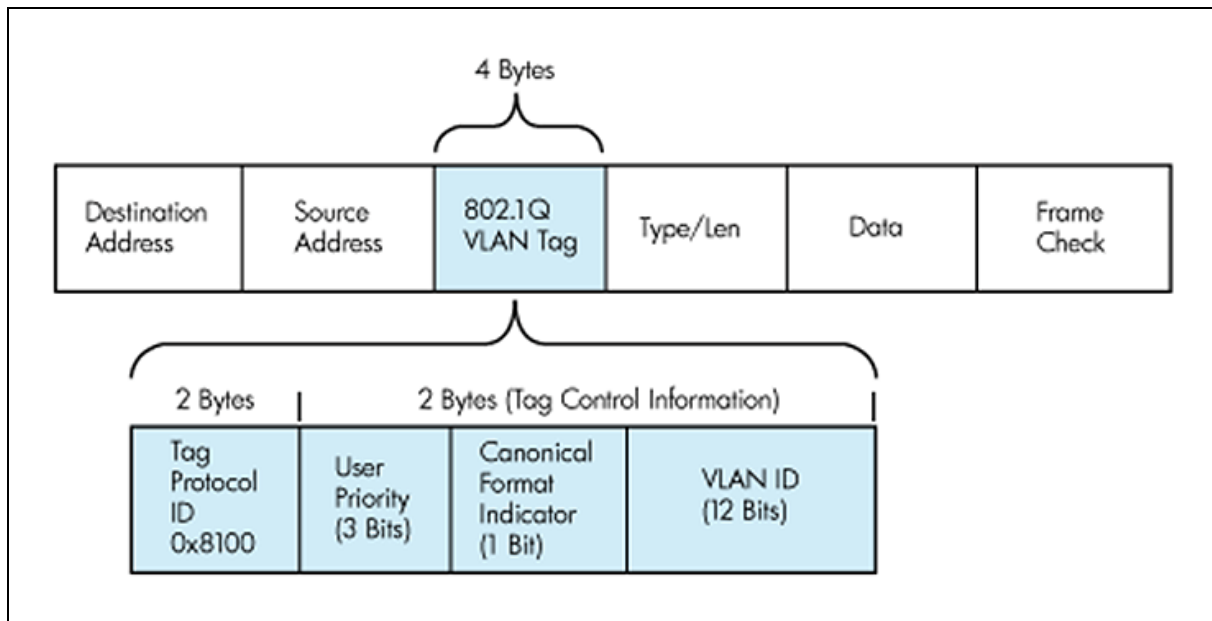 4 Bytes
Destination
Address
Source
Address
802.1Q
VLAN Tag
Type/Len
Data
Frame
Check
2 Bytes
2 Bytes (Tag Control Information)
Tag
Protocol
ID
0x8100
User
Priority
(3 Bits)
Canonical
Format
Indicator
(1 Bit)
VLAN ID
(12 Bits)